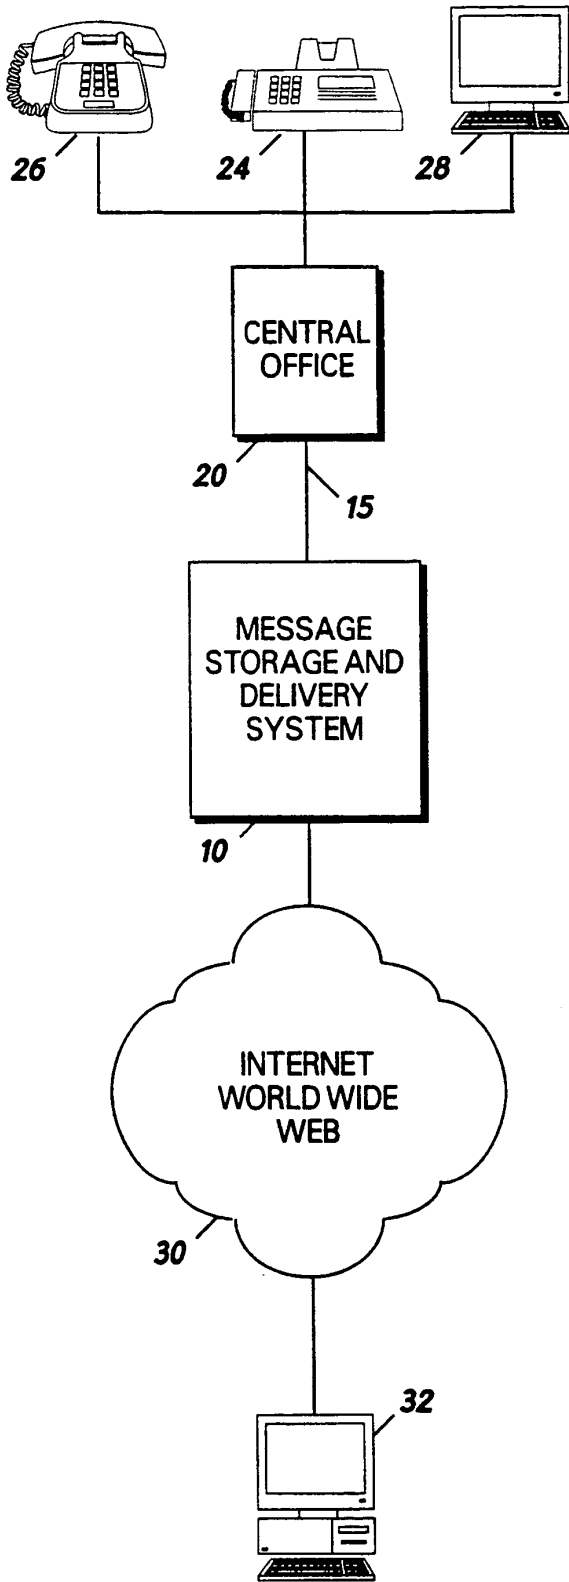 26
24
28
CENTRAL
OFFICE
20
15
MESSAGE
STORAGE AND
DELIVERY
SYSTEM
10
INTERNET
WORLD WIDE
WEB
30
32